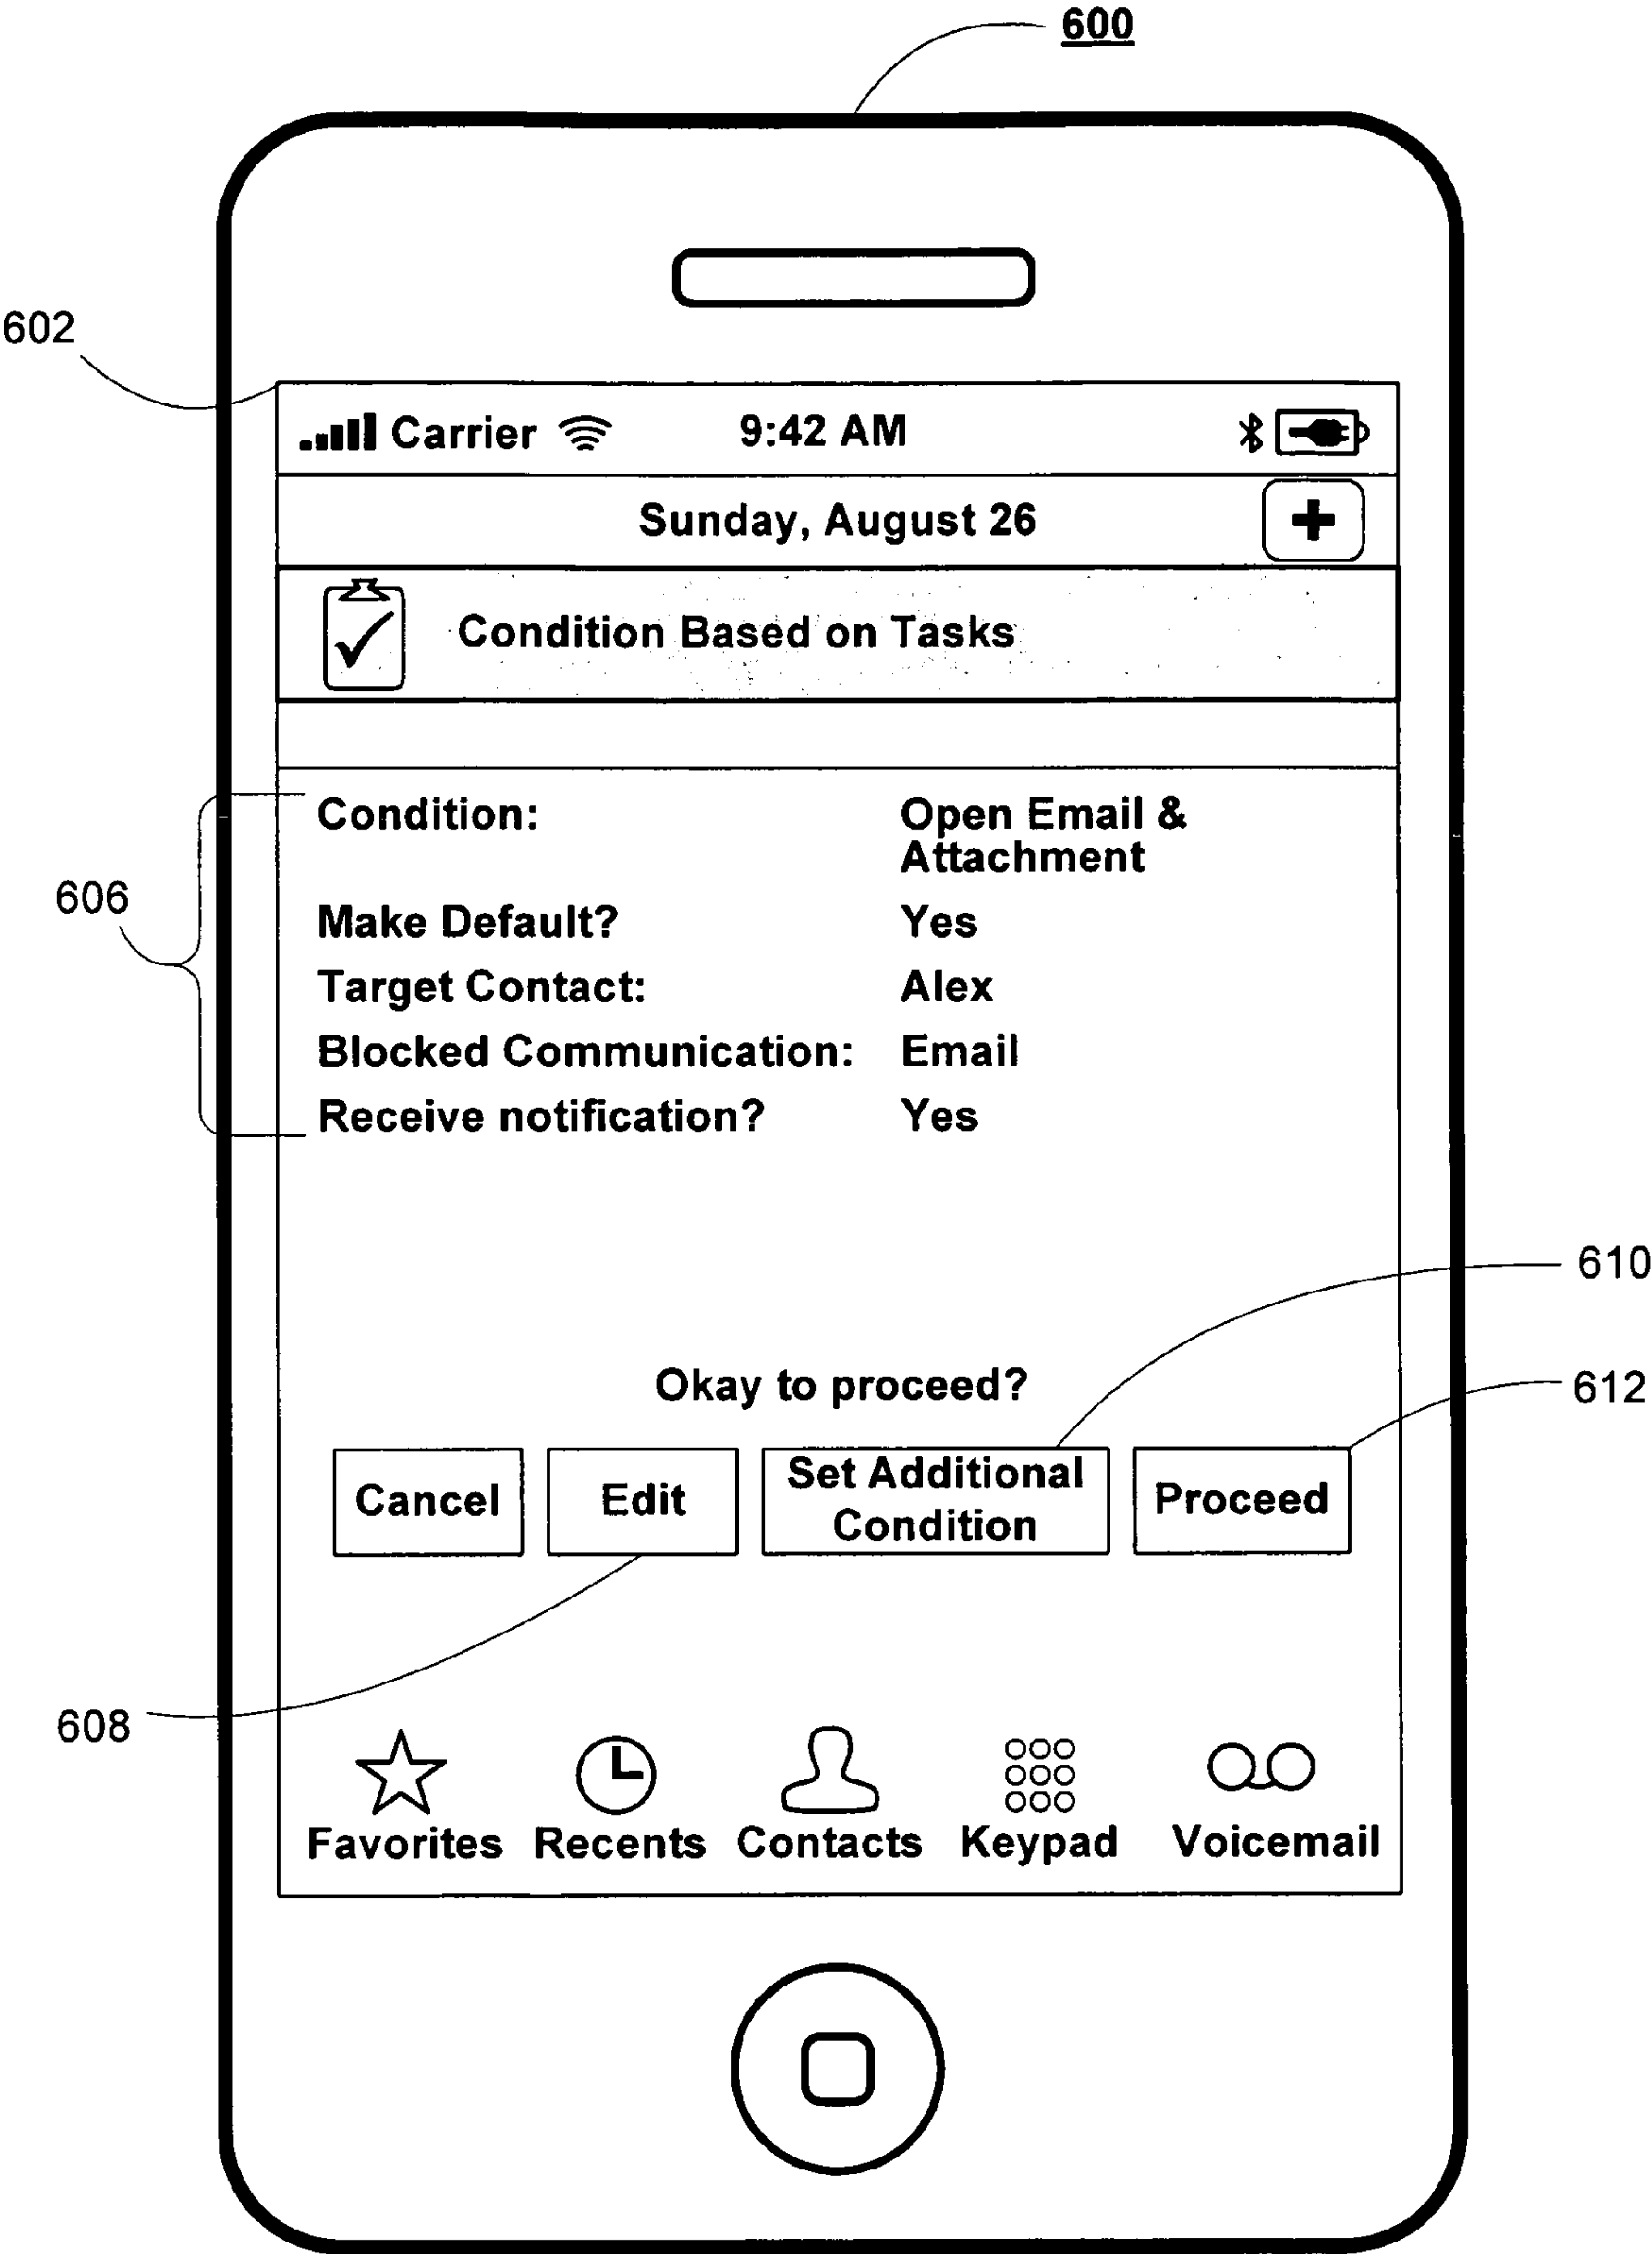 600
602
Carrier 9:42 AM
Sunday, August 26 +
Condition Based on Tasks
Condition: Open Email &
Attachment
606
Make Default? Yes
Target Contact: Alex
Blocked Communication: Email
Receive notification? Yes
610
Okay to proceed?
612
Cancel Edit Set Additional
Condition Proceed
608
Favorites Recents Contacts Keypad Voicemail